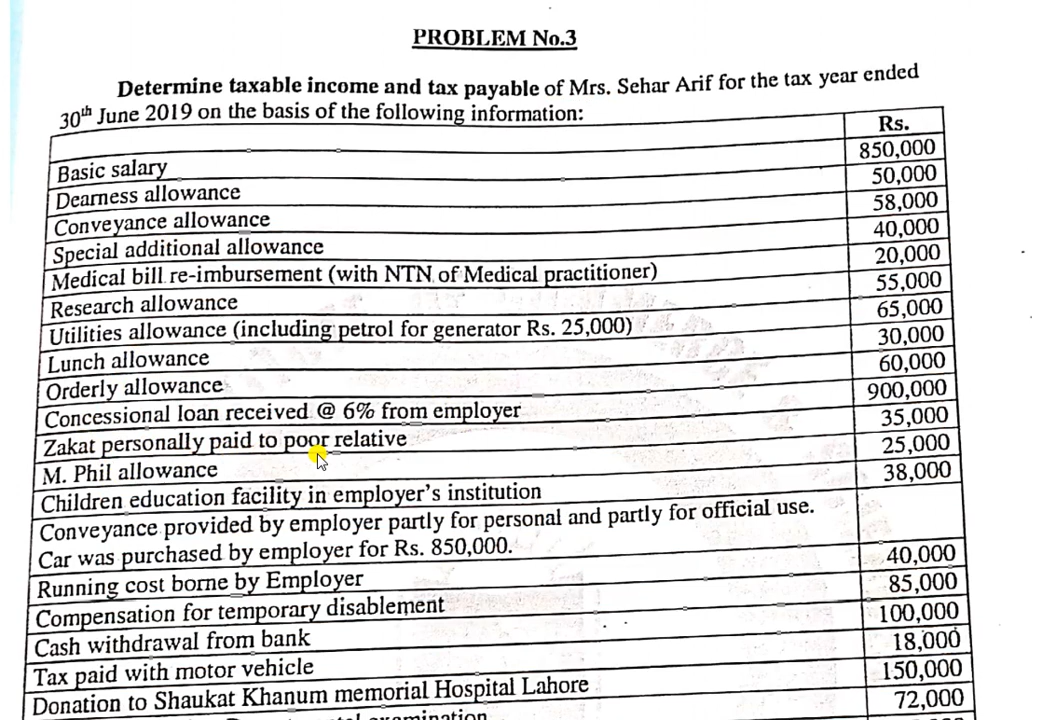 PROBLEM No.3
Determine taxable income and tax payable of Mrs. Sehar Arif for the tax year ended
30th June 2019 on the basis of the following information:
Rs.
Basic salary 850,000
Dearness allowance 50,000
Conveyance allowance 58,000
Special additional allowance 40,000
Medical bill re-imbursement (with NTN of Medical practitioner) 20,000
Research allowance 55,000
Utilities allowance (including petrol for generator Rs. 25,000) 65,000
Lunch allowance 30,000
Orderly allowance 60,000
Concessional loan received @ 6% from employer 900,000
Zakat personally paid to poor relative 35,000
M. Phil allowance 25,000
Children education facility in employer's institution 38,000
Conveyance provided by employer partly for personal and partly for official use.
Car was purchased by employer for Rs. 850,000.
Running cost borne by Employer 40,000
Compensation for temporary disablement 85,000
Cash withdrawal from bank 100,000
Tax paid with motor vehicle 18,000
Donation to Shaukat Khanum memorial Hospital Lahore 150,000
examination 72,000